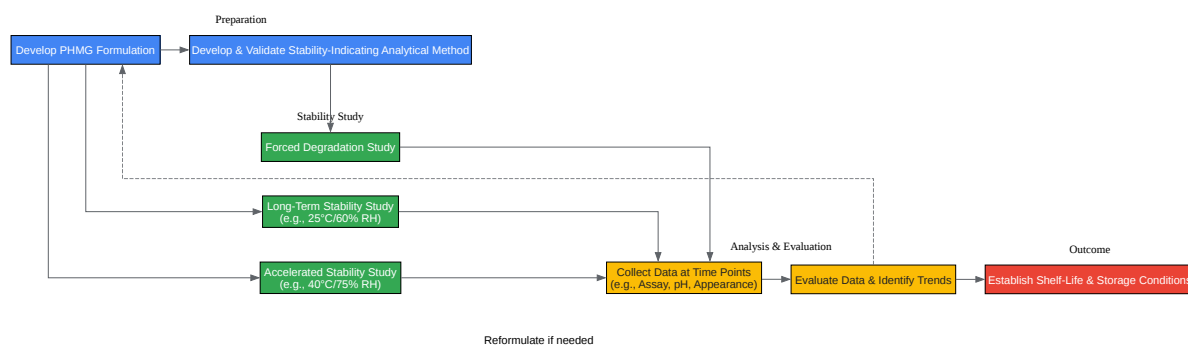 Preparation
Develop PHMG Formulation
Develop & Validate Stability-Indicating Analytical Method
Stability Study
Forced Degradation Study
Long-Term Stability Study
(e.g., 25°C/60% RH)
Accelerated Stability Study
(e.g., 40°C/75% RH)
Analysis & Evaluation
Collect Data at Time Points
(e.g., Assay, pH, Appearance)
Evaluate Data & Identify Trends
Outcome
Establish Shelf-Life & Storage Conditions
Reformulate if needed